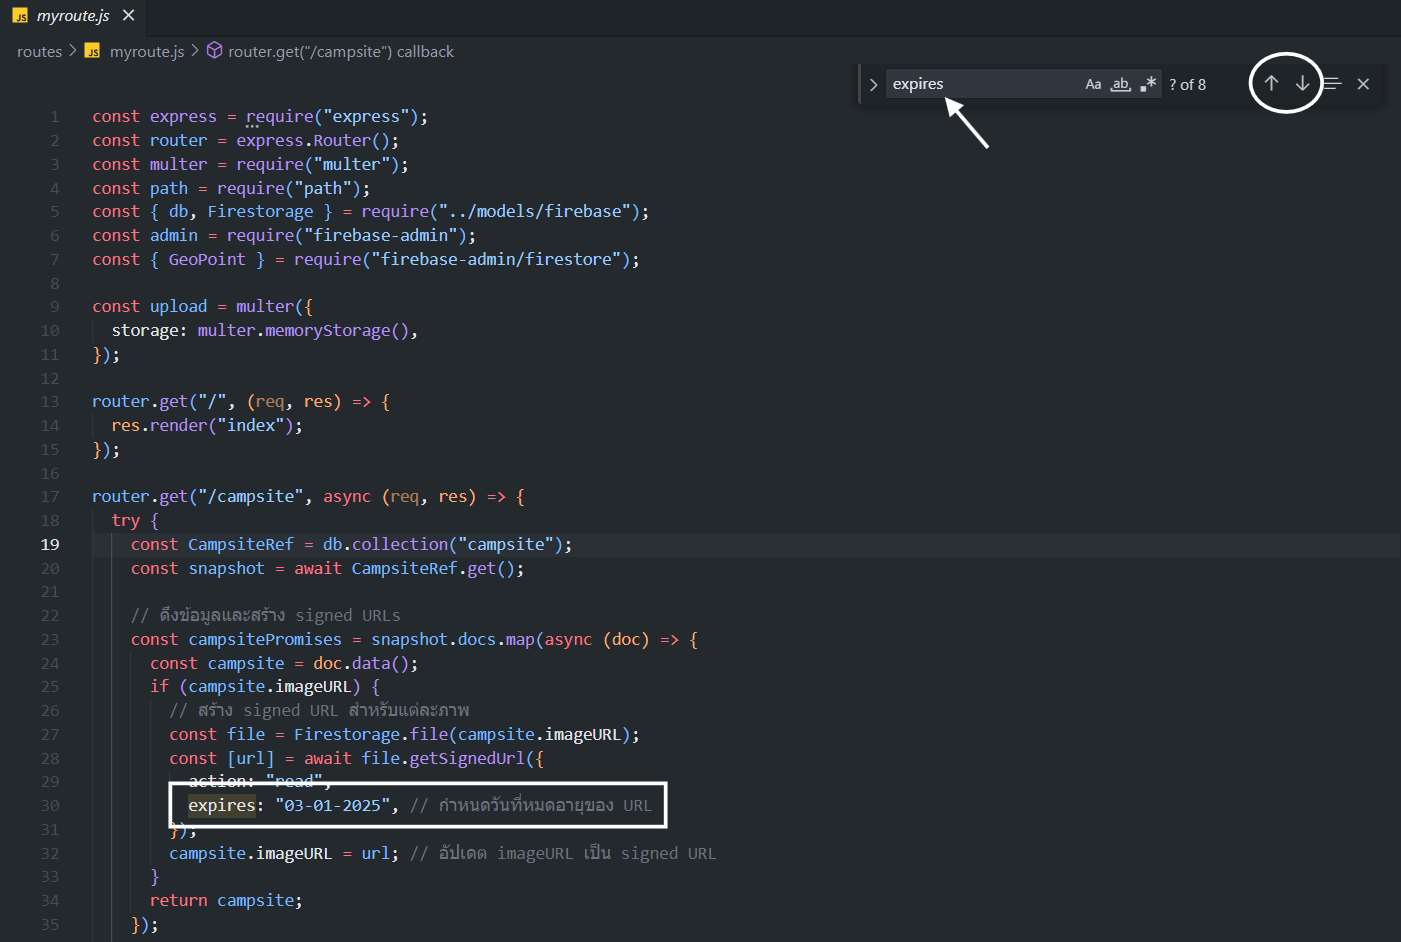 JS myroute.js
routes > JS myroute.js > router.get("/campsite") callback
expires Aa ab .* ? of 8
1 const express = require("express");
2 const router = express.Router();
3 const multer = require("multer");
4 const path = require("path");
5 const { db, Firestorage } = require("../models/firebase");
6 const admin = require("firebase-admin");
7 const { GeoPoint } = require("firebase-admin/firestore");
8
9 const upload = multer({
10 storage: multer.memoryStorage(),
11 });
12
13 router.get("/", (req, res) => {
14 res.render("index");
15 });
16
17 router.get("/campsite", async (req, res) => {
18 try {
19 const CampsiteRef = db.collection("campsite");
20 const snapshot = await CampsiteRef.get();
21
22 // ดึงข้อมูลและสร้าง signed URLs
23 const campsitePromises = snapshot.docs.map(async (doc) => {
24 const campsite = doc.data();
25 if (campsite.imageURL) {
26 // สร้าง signed URL สำหรับแต่ละภาพ
27 const file = Firestorage.file(campsite.imageURL);
28 const [url] = await file.getSignedUrl({
29 action: "read",
30 expires: "03-01-2025", // กำหนดวันที่หมดอายุของ URL
31 });
32 campsite.imageURL = url; // อัปเดต imageURL เป็น signed URL
33 }
34 return campsite;
35 });